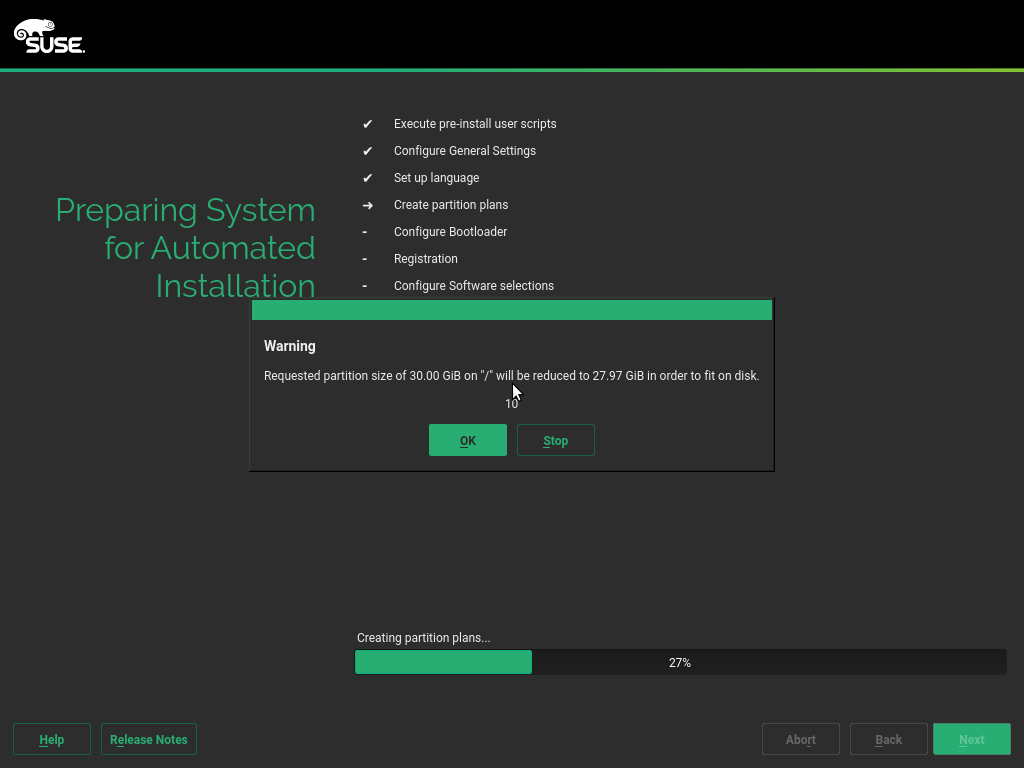 SUSE.
✔ Execute pre-install user scripts
✔ Configure General Settings
✔ Set up language
➔ Create partition plans
- Configure Bootloader
- Registration
- Configure Software selections
Preparing System
for Automated
Installation
Warning
Requested partition size of 30.00 GiB on "/" will be reduced to 27.97 GiB in order to fit on disk.
10
OK Stop
Creating partition plans...
27%
Help Release Notes Abort Back Next